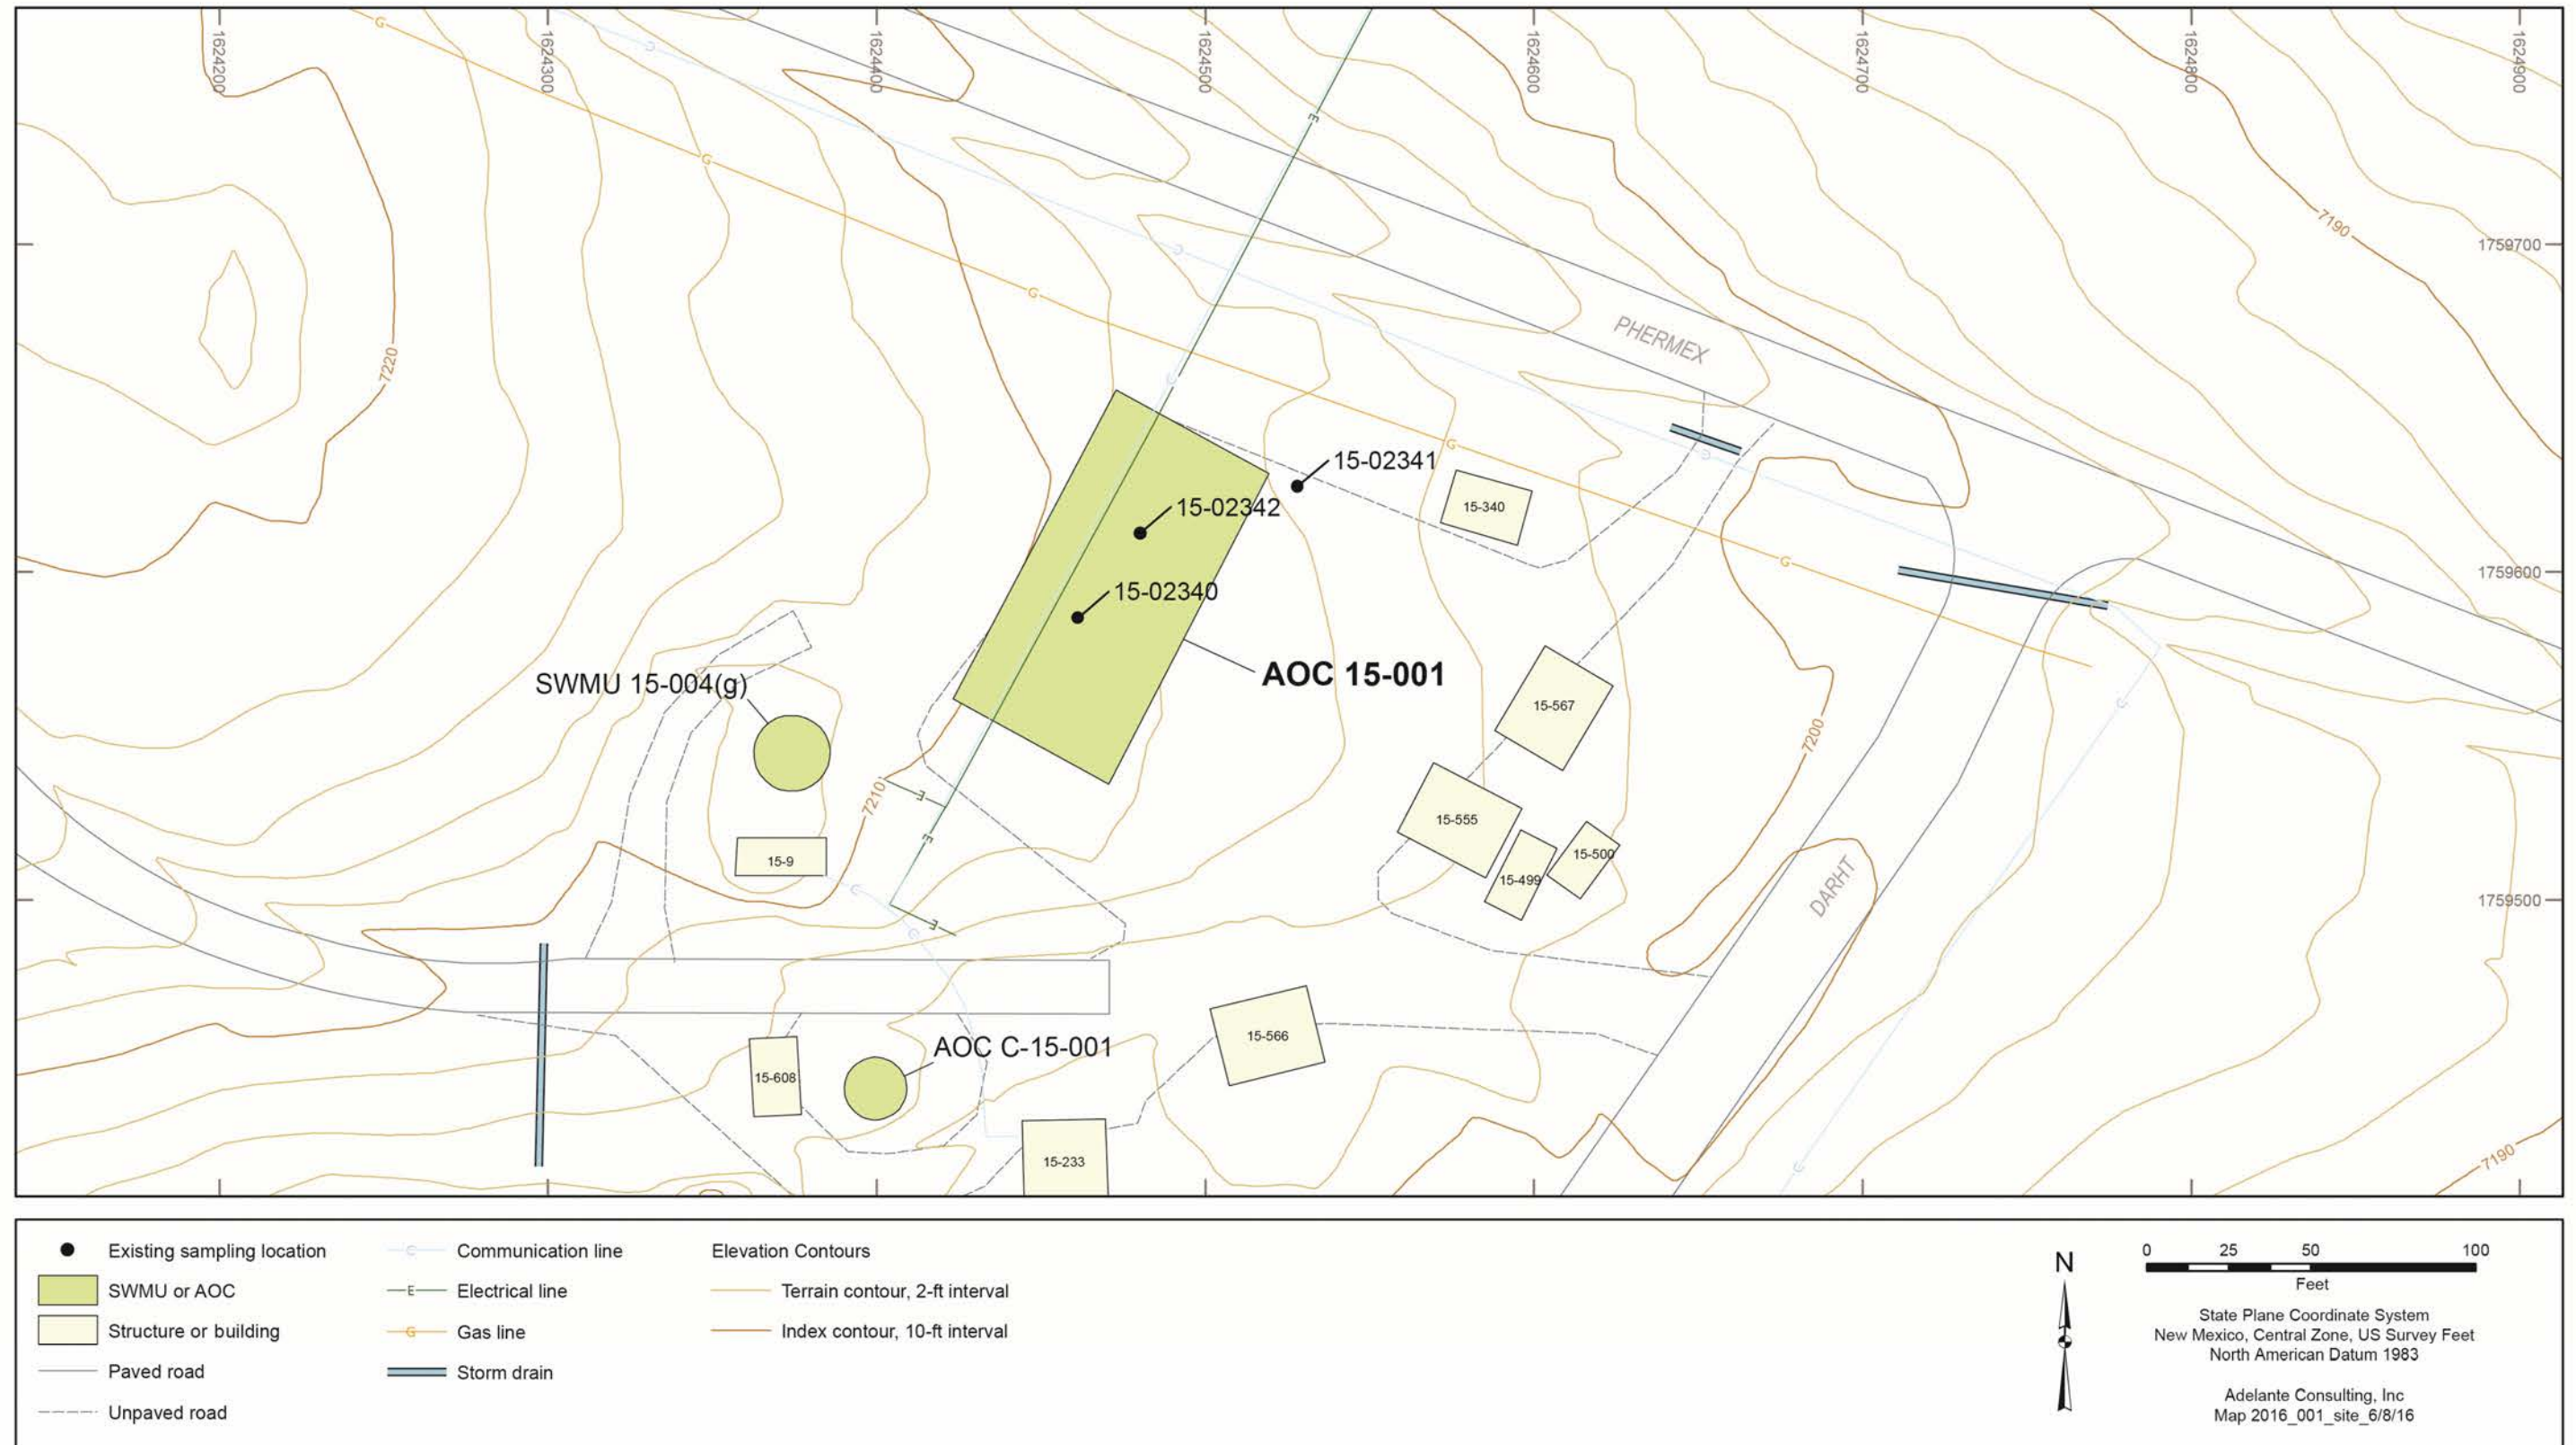 1624200
1624300
1624400
1624500
1624600
1624700
1624800
1624900
G
C
E
G
7190
1759700
C
G
PHERMEX
7220
C
15-02341
G
C
15-340
15-02342
G
1759600
15-02340
AOC 15-001
SWMU 15-004(g)
15-567
C
7200
E
7210
15-555
E
15-9
15-500
15-499
C
DARHT
1759500
E
C
15-566
AOC C-15-001
15-608
15-233
7190
C
Existing sampling location
SWMU or AOC
Structure or building
Paved road
Unpaved road
C Communication line
E Electrical line
G Gas line
Storm drain
Elevation Contours
Terrain contour, 2-ft interval
Index contour, 10-ft interval
N
0 25 50 100
Feet
State Plane Coordinate System
New Mexico, Central Zone, US Survey Feet
North American Datum 1983
Adelante Consulting, Inc
Map 2016_001_site_6/8/16